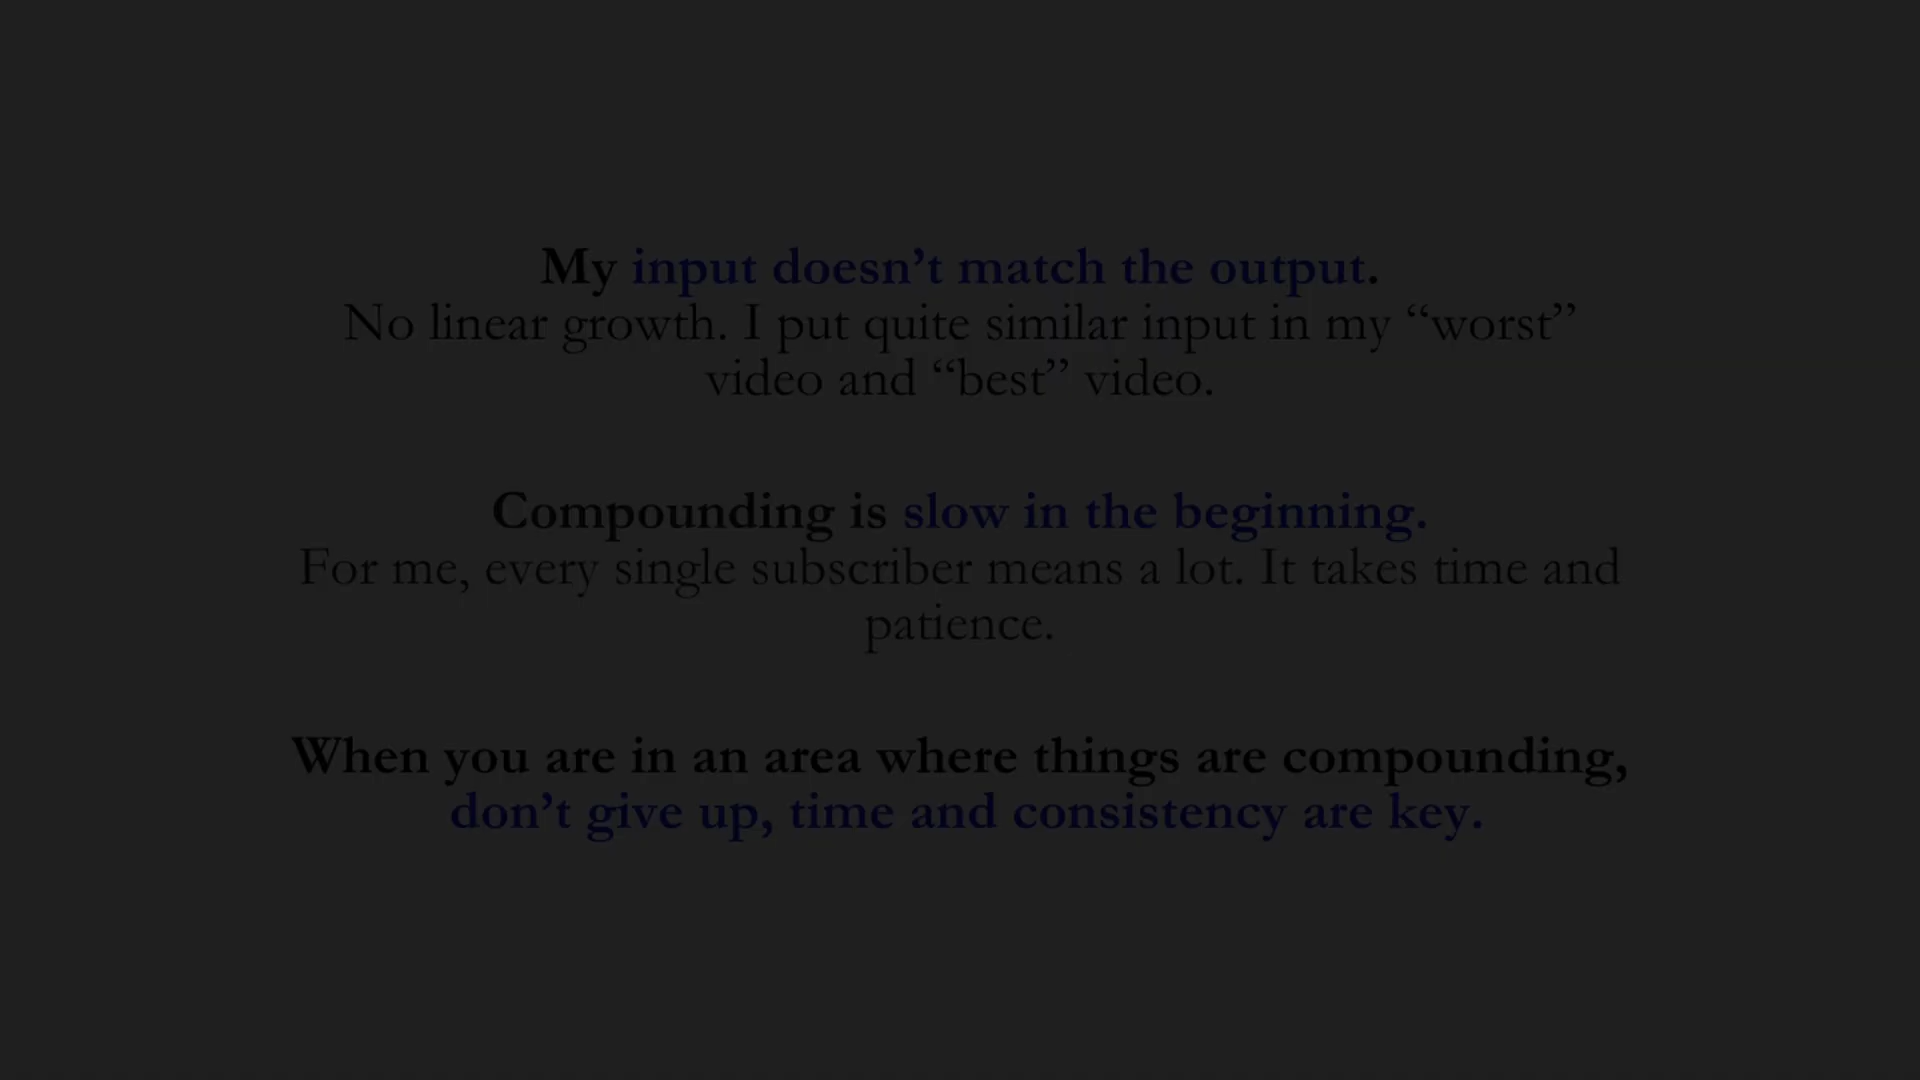 My input doesn’t match the output.
No linear growth. I put quite similar input in my “worst”
video and “best” video.
Compounding is slow in the beginning.
For me, every single subscriber means a lot. It takes time and
patience.
When you are in an area where things are compounding,
don’t give up, time and consistency are key.